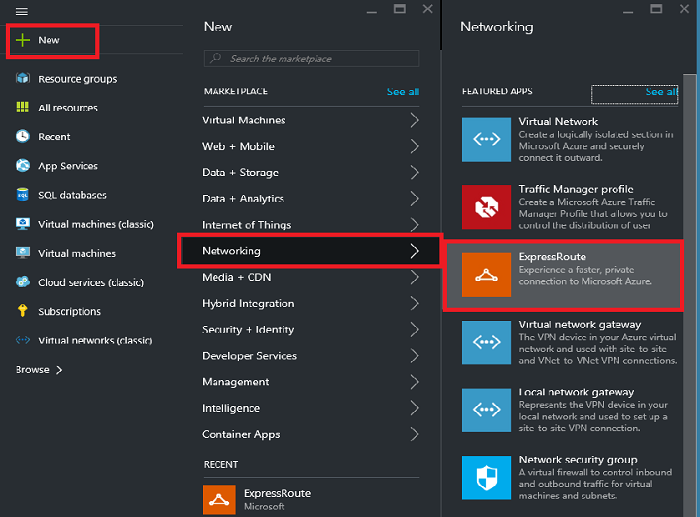 New
Resource groups
All resources
Recent
App Services
SQL databases
Virtual machines (classic)
Virtual machines
Cloud services (classic)
Subscriptions
Virtual networks (classic)
Browse
New
Search the marketplace
MARKETPLACE
See all
Virtual Machines
Web + Mobile
Data + Storage
Data + Analytics
Internet of Things
Networking
Media + CDN
Hybrid Integration
Security + Identity
Developer Services
Management
Intelligence
Container Apps
RECENT
ExpressRoute
Microsoft
Networking
FEATURED APPS
See all
Virtual Network
Create a logically isolated section in
Microsoft Azure and securely
connect it outward.
Traffic Manager profile
Create a Microsoft Azure Traffic
Manager Profile that allows you to
control the distribution of user
ExpressRoute
Experience a faster, private
connection to Microsoft Azure.
Virtual network gateway
The VPN device in your Azure virtual
network and used with site-to-site
and VNet-to-VNet VPN connections.
Local network gateway
Represents the VPN device in your
local network and used to set up a
site-to-site VPN connection.
Network security group
A virtual firewall to control inbound
and outbound traffic for virtual
machines and subnets.